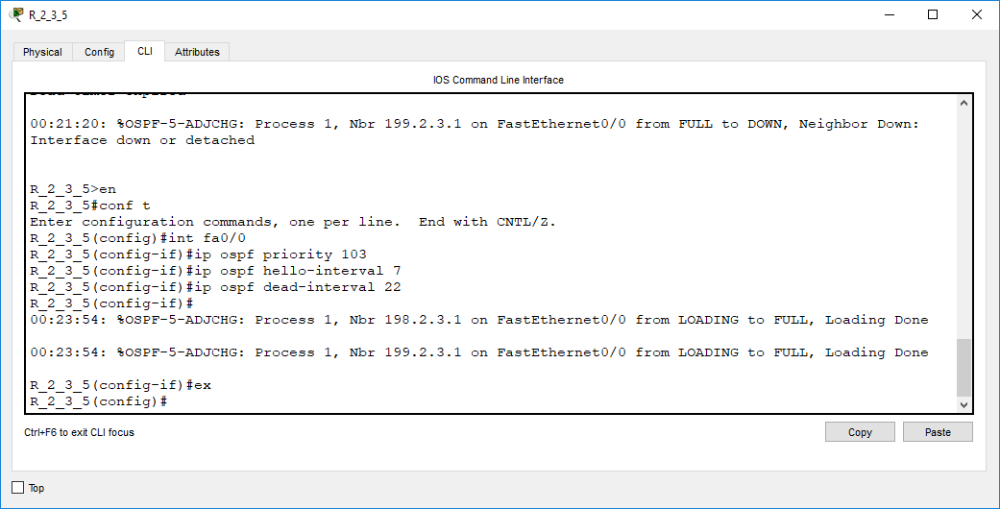 R_2_3_5
Physical Config CLI Attributes
IOS Command Line Interface
00:21:20: %OSPF-5-ADJCHG: Process 1, Nbr 199.2.3.1 on FastEthernet0/0 from FULL to DOWN, Neighbor Down:
Interface down or detached
R_2_3_5>en
R_2_3_5#conf t
Enter configuration commands, one per line.  End with CNTL/Z.
R_2_3_5(config)#int fa0/0
R_2_3_5(config-if)#ip ospf priority 103
R_2_3_5(config-if)#ip ospf hello-interval 7
R_2_3_5(config-if)#ip ospf dead-interval 22
R_2_3_5(config-if)#
00:23:54: %OSPF-5-ADJCHG: Process 1, Nbr 198.2.3.1 on FastEthernet0/0 from LOADING to FULL, Loading Done
00:23:54: %OSPF-5-ADJCHG: Process 1, Nbr 199.2.3.1 on FastEthernet0/0 from LOADING to FULL, Loading Done
R_2_3_5(config-if)#ex
R_2_3_5(config)#
Ctrl+F6 to exit CLI focus
Copy Paste
Top